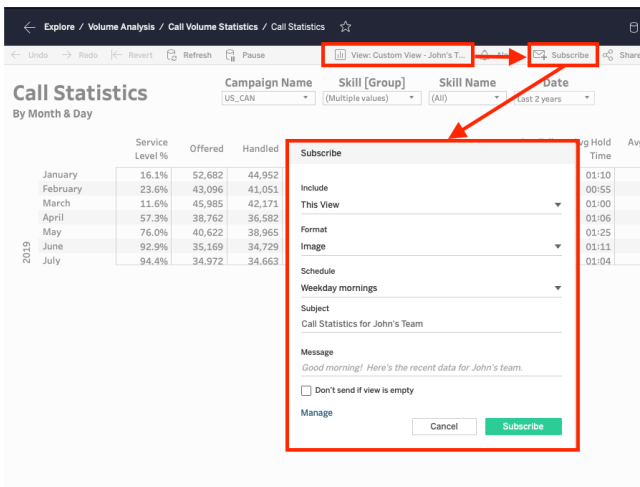 ← Explore / Volume Analysis / Call Volume Statistics / Call Statistics
← Undo → Redo Revert Refresh Pause View: Custom View - John's T... Subscribe Share
Call Statistics
By Month & Day
Campaign Name Skill [Group] Skill Name Date
US_CAN (Multiple values) (All) Last 2 years
Service Level % Offered Handled Avg Hold Time
2019
January 16.1% 52,682 44,952 01:10
February 23.6% 43,096 41,051 00:55
March 11.6% 45,985 42,171 01:00
April 57.3% 38,762 36,582 01:06
May 76.0% 40,622 38,965 01:25
June 92.9% 35,169 34,729 01:11
July 94.4% 34,972 34,663 01:04
Subscribe
Include
This View
Format
Image
Schedule
Weekday mornings
Subject
Call Statistics for John's Team
Message
Good morning! Here's the recent data for John's team.
Don't send if view is empty
Manage
Cancel Subscribe